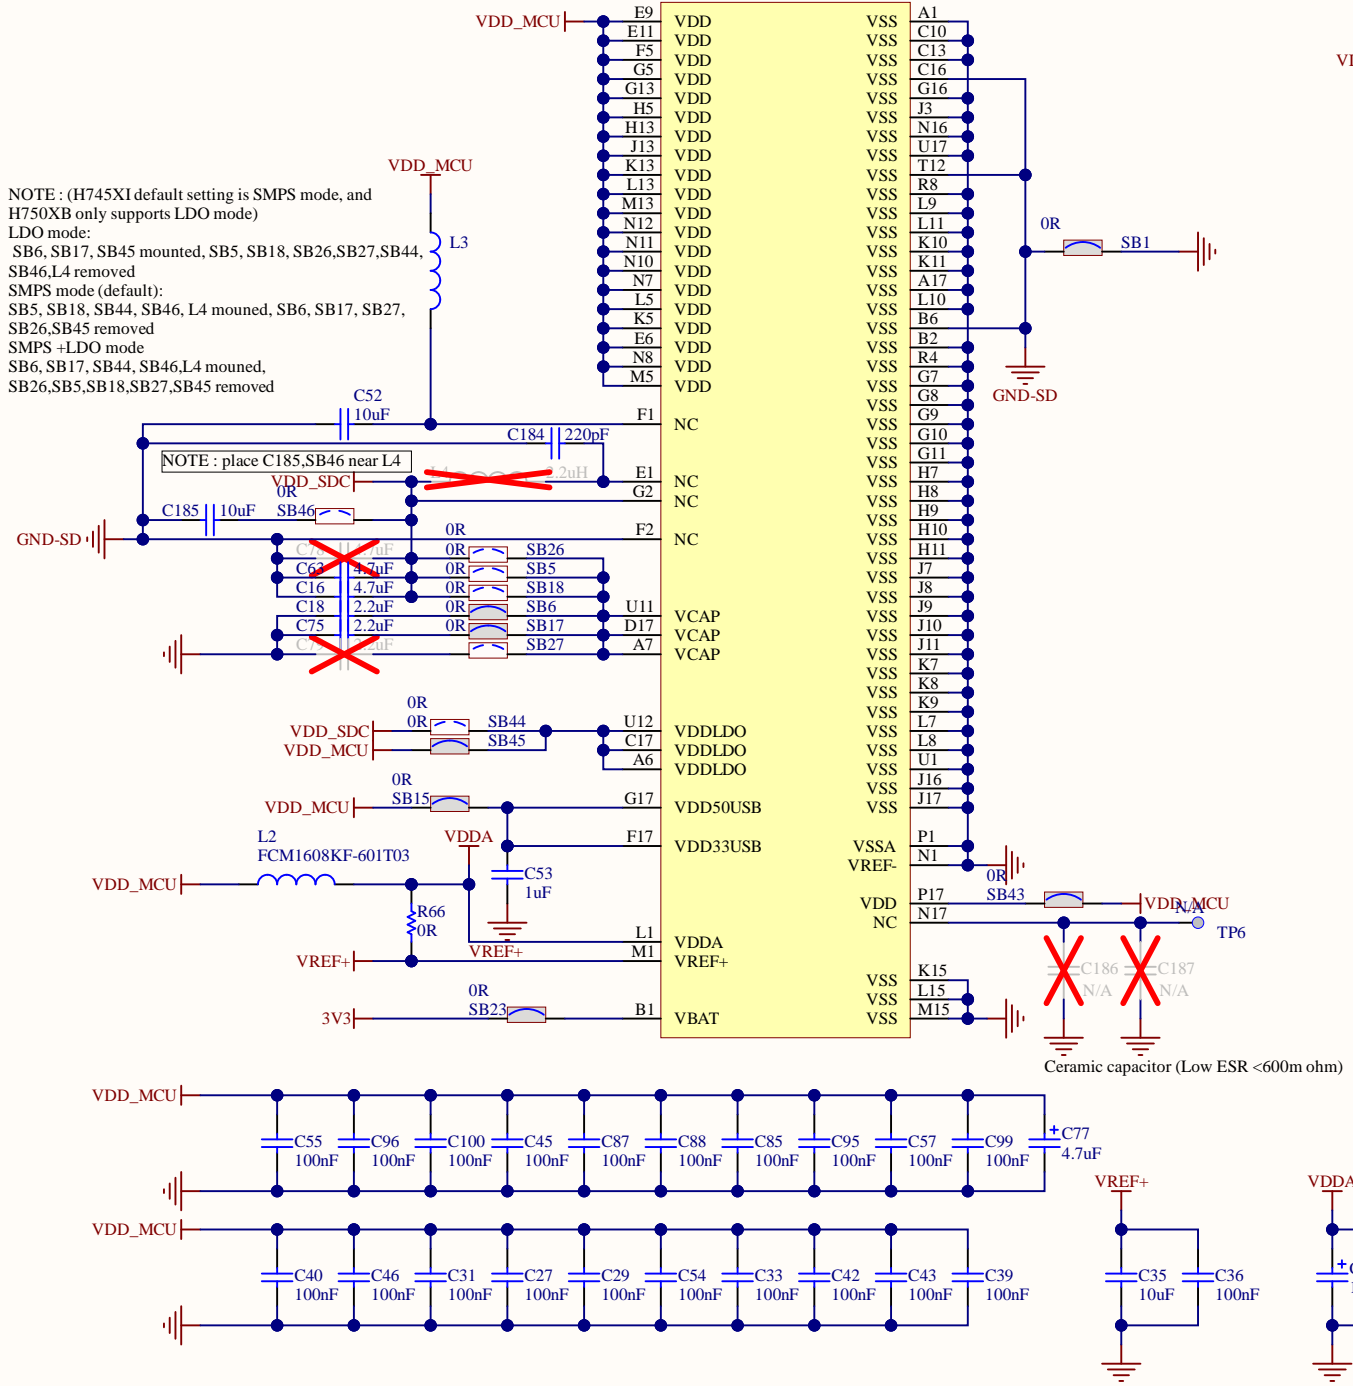 VDD_MCU
E9 VDD
E11 VDD
F5 VDD
G5 VDD
G13 VDD
H5 VDD
H13 VDD
J13 VDD
K13 VDD
L13 VDD
M13 VDD
N12 VDD
N11 VDD
N10 VDD
N7 VDD
L5 VDD
K5 VDD
E6 VDD
N8 VDD
M5 VDD
VSS A1
VSS C10
VSS C13
VSS C16
VSS G16
VSS J3
VSS N16
VSS U17
VSS T12
VSS R8
VSS L9
VSS L11
VSS K10
VSS K11
VSS A17
VSS L10
VSS B6
VSS B2
VSS R4
VSS G7
VSS G8
VSS G9
VSS G10
VSS G11
VSS H7
VSS H8
VSS H9
VSS H10
VSS H11
VSS J7
VSS J8
VSS J9
VSS J10
VSS J11
VSS K7
VSS K8
VSS K9
VSS L7
VSS L8
VSS U1
VSS J16
VSS J17
VSSA P1
VREF- N1
VDD P17
NC N17
VSS K15
VSS L15
VSS M15
0R
SB1
GND-SD
VDD_MCU
L3
NOTE : (H745XI default setting is SMPS mode, and
H750XB only supports LDO mode)
LDO mode:
SB6, SB17, SB45 mounted, SB5, SB18, SB26,SB27,SB44,
SB46,L4 removed
SMPS mode (default):
SB5, SB18, SB44, SB46, L4 mouned, SB6, SB17, SB27,
SB26,SB45 removed
SMPS +LDO mode
SB6, SB17, SB44, SB46,L4 mouned,
SB26,SB5,SB18,SB27,SB45 removed
C52
10uF
F1 NC
C184 220pF
NOTE : place C185,SB46 near L4
VDD_SDC
2.2uH
E1 NC
G2 NC
0R
C185 10uF SB46
GND-SD
F2 NC
0R
0R SB26
C63 4.7uF 0R SB5
C16 4.7uF SB18
C18 2.2uF 0R SB6
C75 2.2uF 0R SB17
SB27
U11 VCAP
D17 VCAP
A7 VCAP
0R
VDD_SDC 0R SB44
VDD_MCU SB45
U12 VDDLDO
C17 VDDLDO
A6 VDDLDO
0R
VDD_MCU SB15
G17 VDD50USB
F17 VDD33USB
L2
FCM1608KF-601T03
VDDA
VDD_MCU
C53
1uF
R66
0R
L1 VDDA
VREF+
VREF+
M1 VREF+
0R
3V3 SB23
B1 VBAT
0R
SB43
VDD_MCU
N/A
TP6
C186
N/A
C187
N/A
Ceramic capacitor (Low ESR <600m ohm)
VDD_MCU
C55 C96 C100 C45 C87 C88 C85 C95 C57 C99 + C77
100nF 100nF 100nF 100nF 100nF 100nF 100nF 100nF 100nF 100nF 4.7uF
VDD_MCU
C40 C46 C31 C27 C29 C54 C33 C42 C43 C39
100nF 100nF 100nF 100nF 100nF 100nF 100nF 100nF 100nF 100nF
VREF+
C35 C36
10uF 100nF
VDDA
+